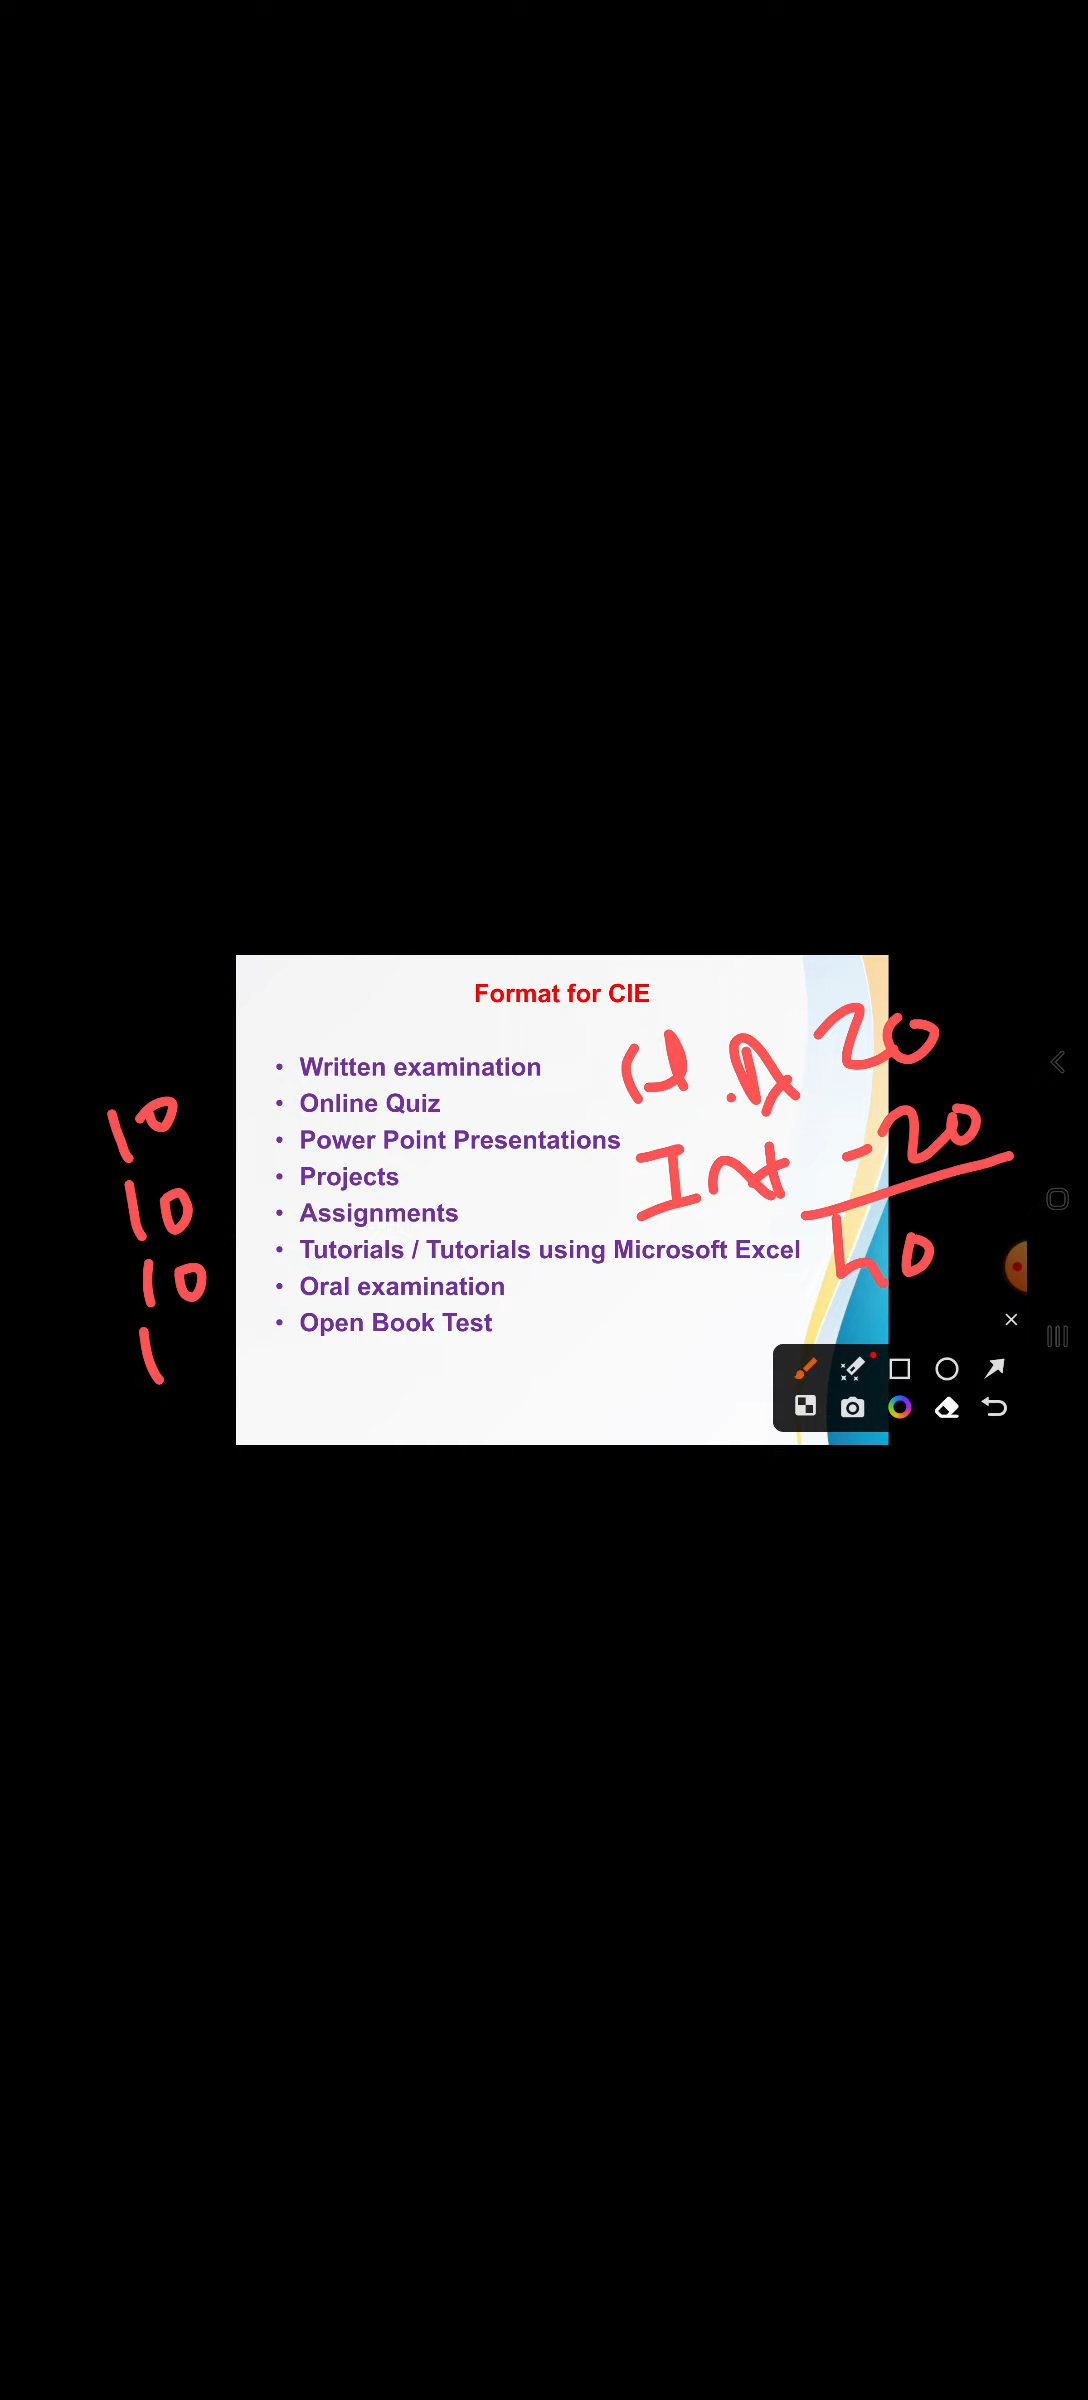 Format for CIE
• Written examination
• Online Quiz
• Power Point Presentations
• Projects
• Assignments
• Tutorials / Tutorials using Microsoft Excel
• Oral examination
• Open Book Test
20
Int = 20
10
10
10
1